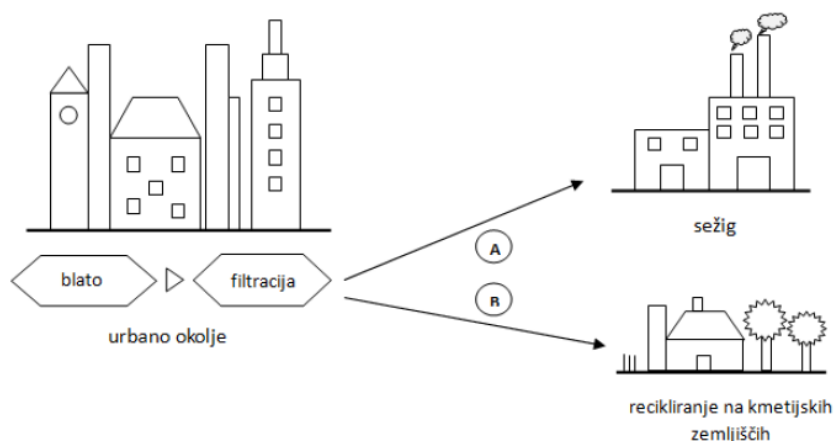 sežig
A
blato
filtracija
B
urbano okolje
recikliranje na kmetijskih
zemljiščih